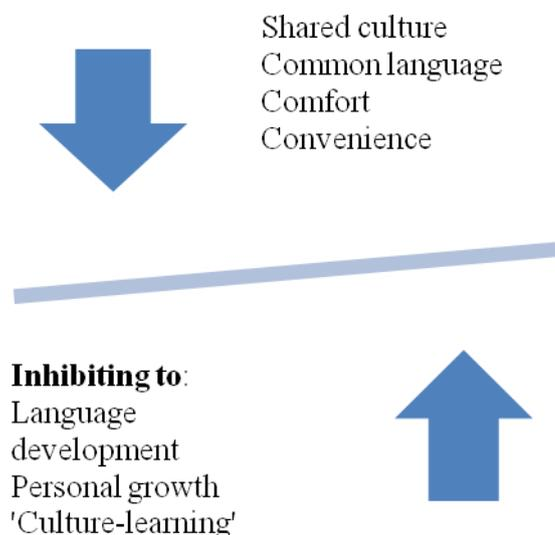 Shared culture
Common language
Comfort
Convenience
Inhibiting to:
Language
development
Personal growth
'Culture-learning'